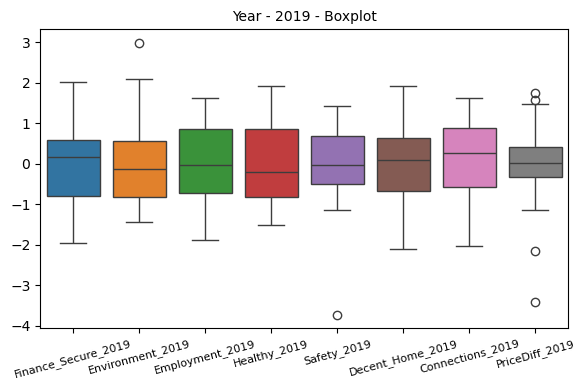 Year - 2019 - Boxplot
3
2
1
0
−1
−2
−3
−4
Finance_Secure_2019
Environment_2019
Employment_2019
Healthy_2019
Safety_2019
Decent_Home_2019
Connections_2019
PriceDiff_2019